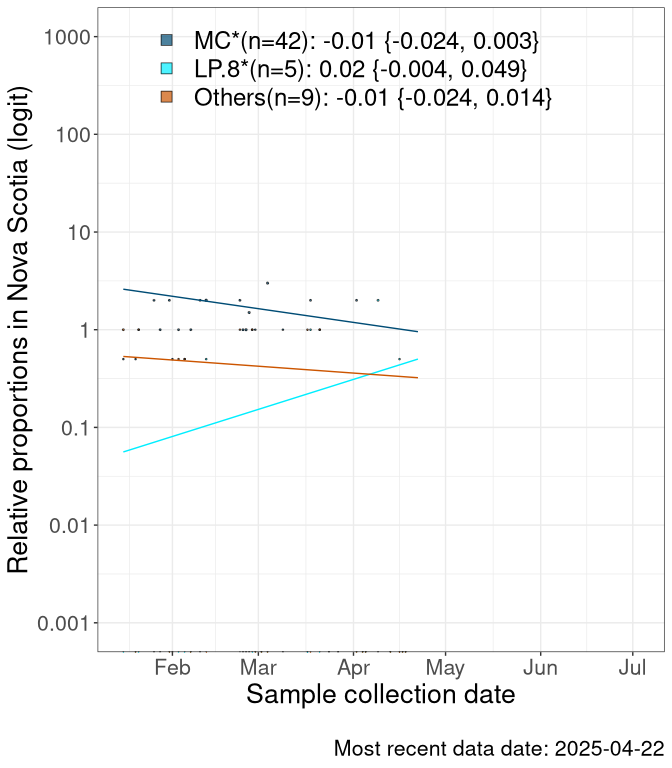 MC*(n=42): -0.01 {-0.024, 0.003}
LP.8*(n=5): 0.02 {-0.004, 0.049}
Others(n=9): -0.01 {-0.024, 0.014}
Relative proportions in Nova Scotia (logit)
1000
100
10
1
0.1
0.01
0.001
Feb Mar Apr May Jun Jul
Sample collection date
Most recent data date: 2025-04-22